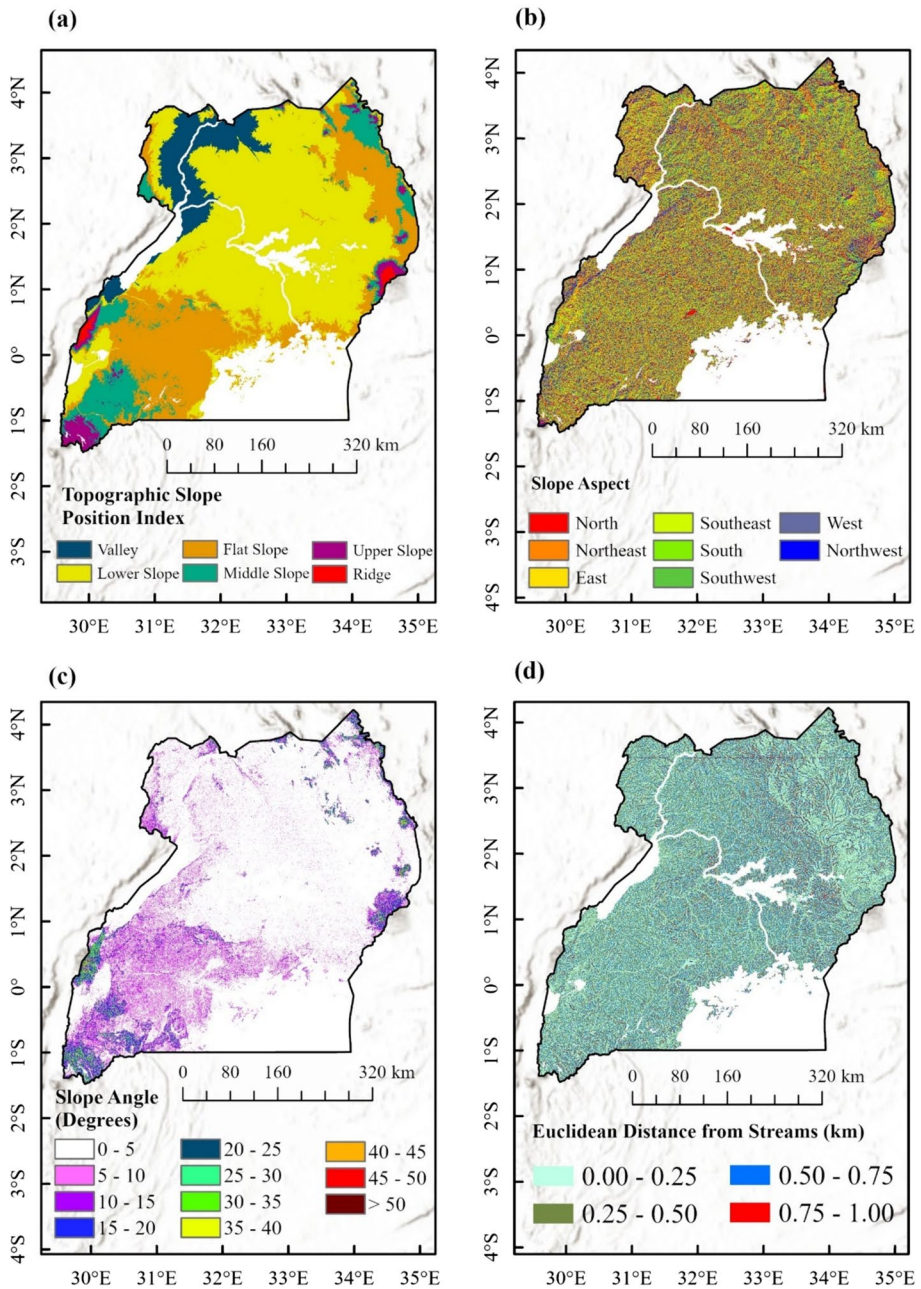 (a)
4°N
3°N
2°N
1°N
0°
1°S
2°S
3°S
0 80 160 320 km
Topographic Slope
Position Index
Valley Flat Slope Upper Slope
Lower Slope Middle Slope Ridge
30°E 31°E 32°E 33°E 34°E 35°E
(b)
4°N
3°N
2°N
1°N
0°
1°S
2°S
3°S
4°S
0 80 160 320 km
Slope Aspect
North Southeast West
Northeast South Northwest
East Southwest
30°E 31°E 32°E 33°E 34°E 35°E
(c)
4°N
3°N
2°N
1°N
0°
1°S
2°S
3°S
4°S
0 80 160 320 km
Slope Angle
(Degrees)
0 - 5 20 - 25 40 - 45
5 - 10 25 - 30 45 - 50
10 - 15 30 - 35 > 50
15 - 20 35 - 40
30°E 31°E 32°E 33°E 34°E 35°E
(d)
4°N
3°N
2°N
1°N
0°
1°S
2°S
3°S
4°S
0 80 160 320 km
Euclidean Distance from Streams (km)
0.00 - 0.25 0.50 - 0.75
0.25 - 0.50 0.75 - 1.00
30°E 31°E 32°E 33°E 34°E 35°E